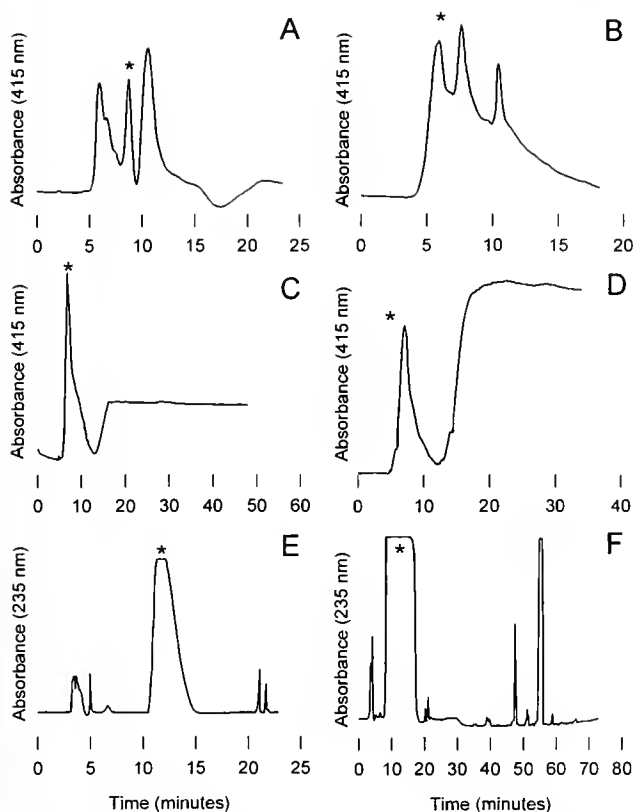 A
*
Absorbance (415 nm)
0 5 10 15 20 25
B
*
Absorbance (415 nm)
0 5 10 15 20
C
*
Absorbance (415 nm)
0 10 20 30 40 50 60
D
*
Absorbance (415 nm)
0 10 20 30 40
E
*
Absorbance (235 nm)
0 5 10 15 20 25
Time (minutes)
F
*
Absorbance (235 nm)
0 10 20 30 40 50 60 70 80
Time (minutes)